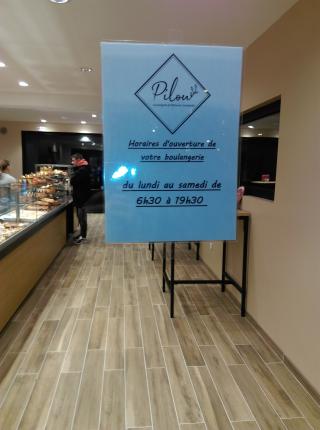 Pilou
Horaires d'ouverture de
votre boulangerie
du lundi au samedi de
6h30 à 19h30